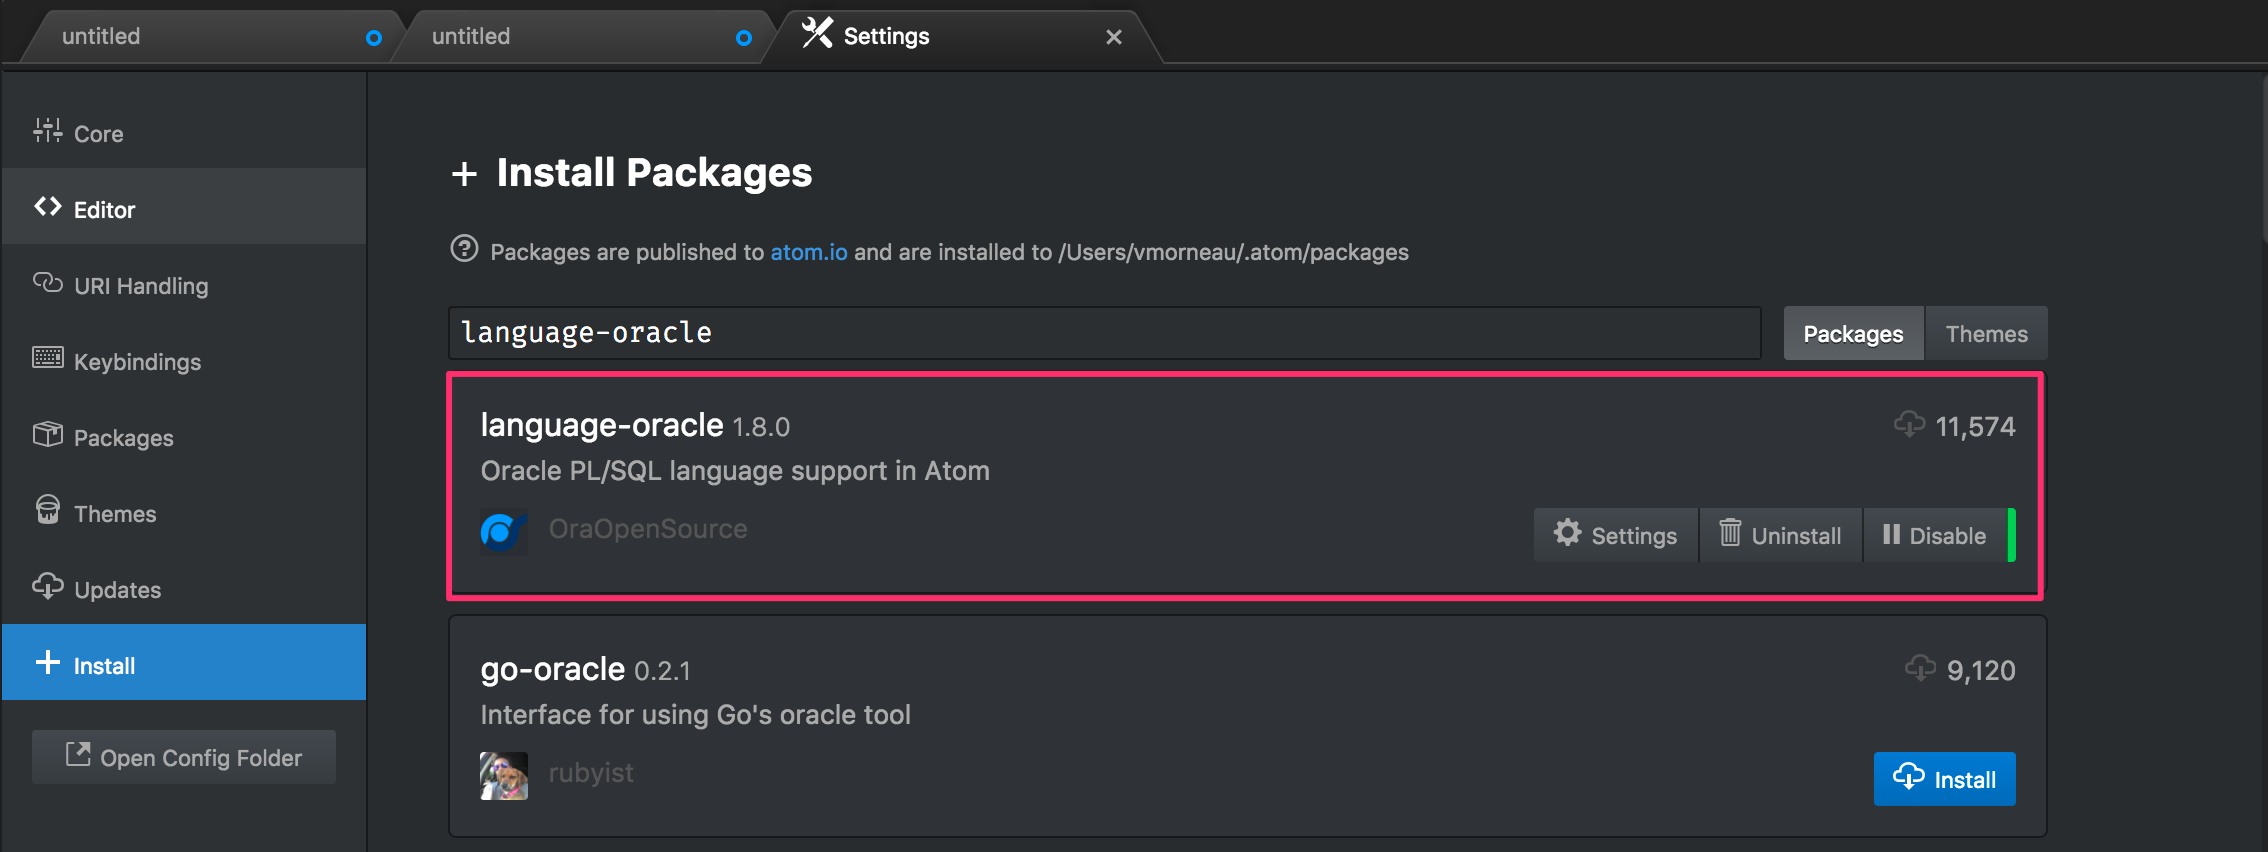 untitled
untitled
Settings
Core
Editor
URI Handling
Keybindings
Packages
Themes
Updates
Install
Open Config Folder
Install Packages
Packages are published to atom.io and are installed to /Users/vmorneau/.atom/packages
language-oracle
Packages
Themes
language-oracle 1.8.0
11,574
Oracle PL/SQL language support in Atom
OraOpenSource
Settings
Uninstall
Disable
go-oracle 0.2.1
9,120
Interface for using Go's oracle tool
rubyist
Install